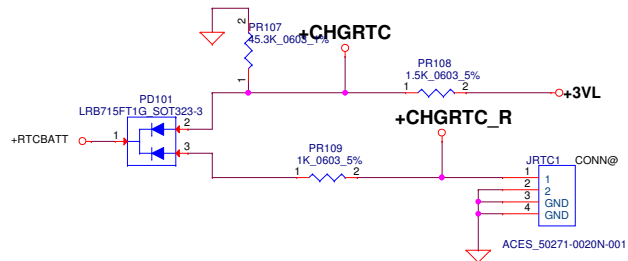 2
PR107
45.3K_0603_1%
+CHGRTC
1
PR108
1.5K_0603_5%
1
2
+3VL
PD101
LRB715FT1G_SOT323-3
+RTCBATT
1
2
3
+CHGRTC_R
PR109
1K_0603_5%
1
2
JRTC1
CONN@
1
2
3
4
1
2
GND
GND
ACES_50271-0020N-001